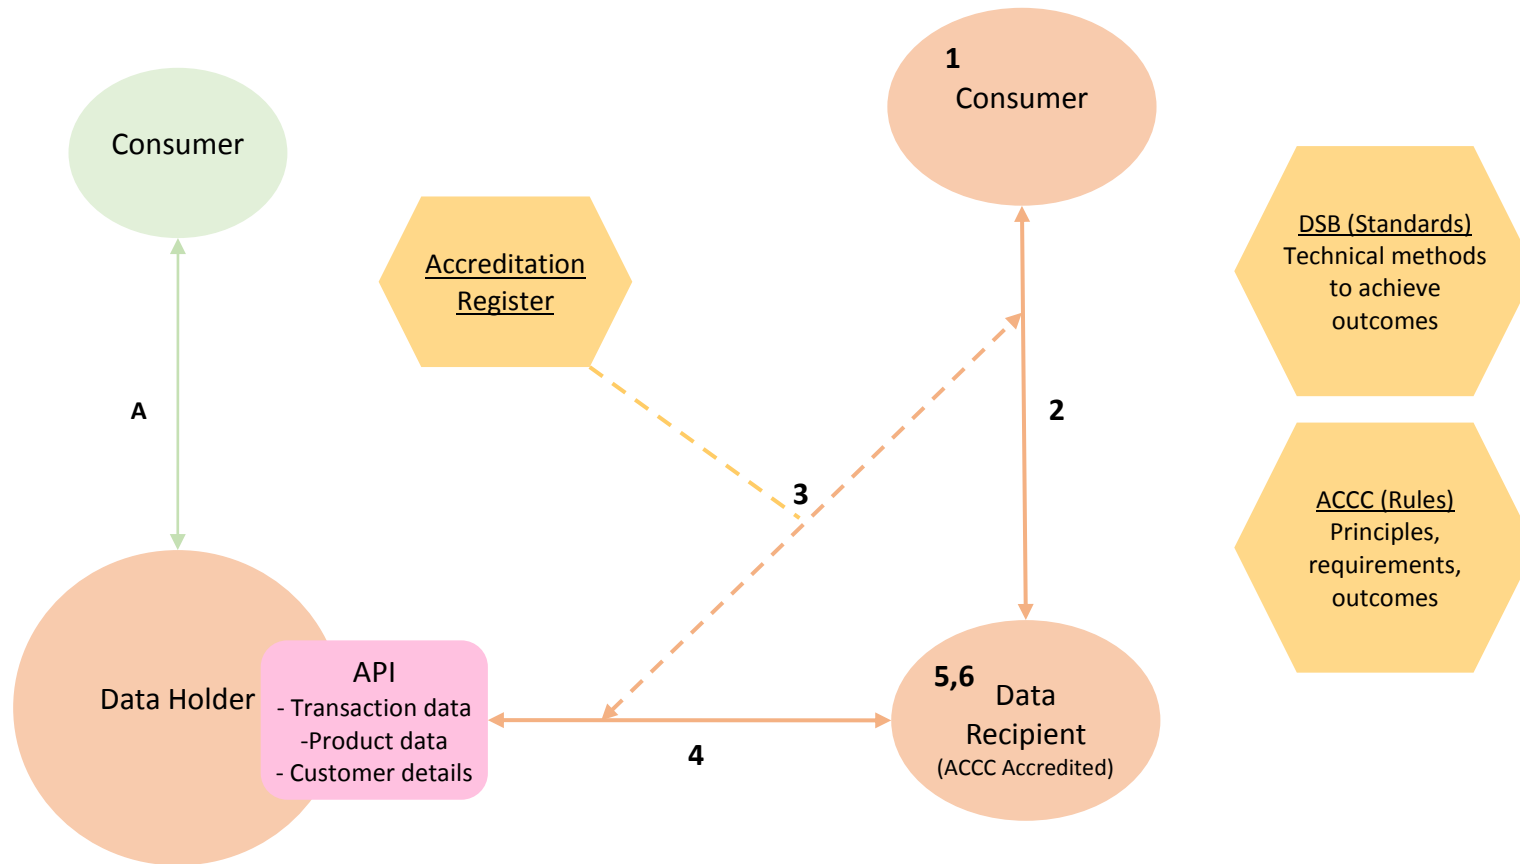 1
Consumer
Consumer
Accreditation
Register
DSB (Standards)
Technical methods
to achieve
outcomes
A
2
3
ACCC (Rules)
Principles,
requirements,
outcomes
Data Holder
API
- Transaction data
-Product data
- Customer details
4
5,6
Data
Recipient
(ACCC Accredited)